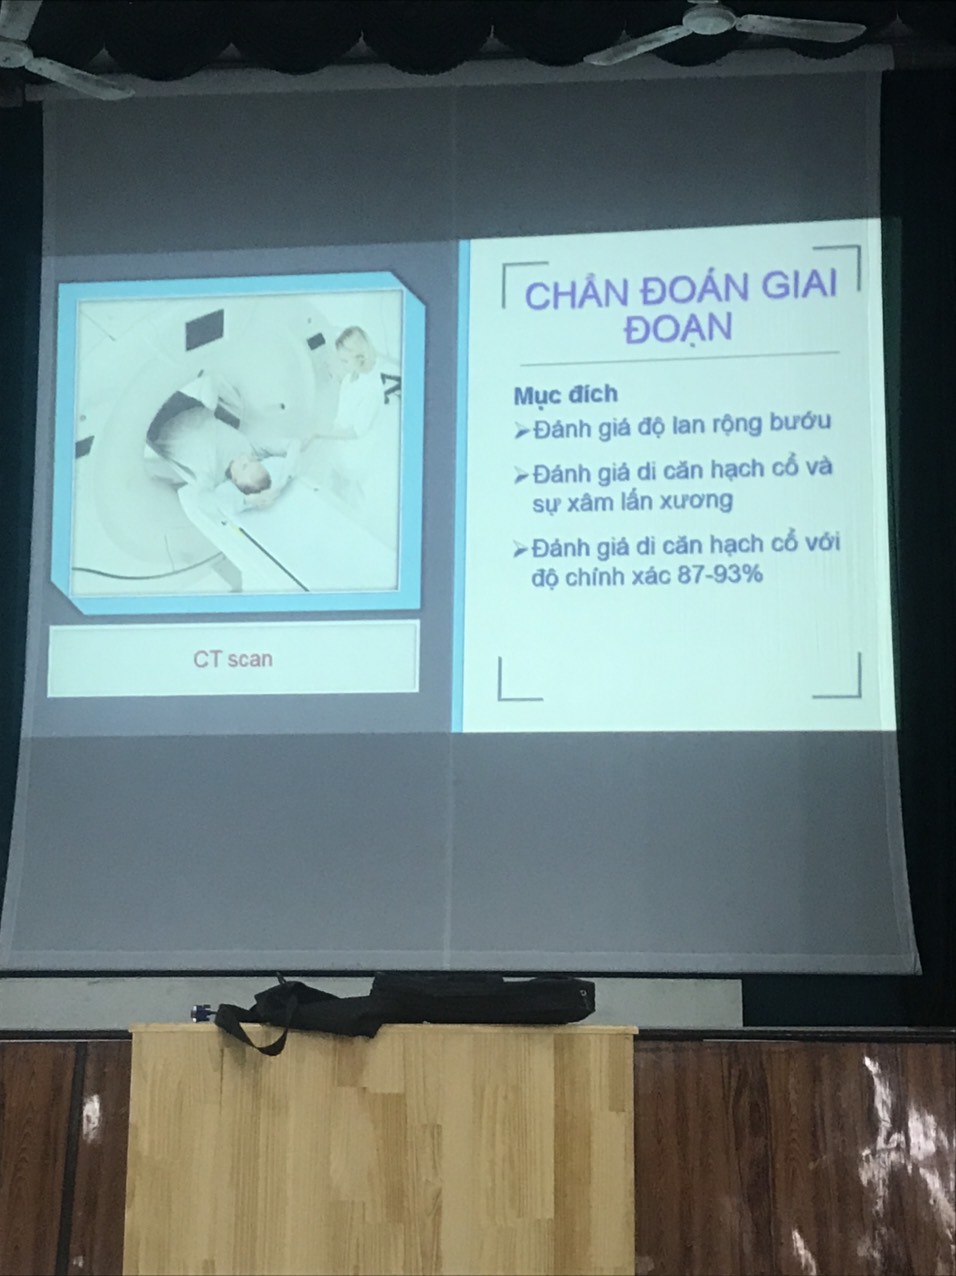 CHẨN ĐOÁN GIAI
ĐOẠN
Mục đích
➢Đánh giá độ lan rộng bướu
➢Đánh giá di căn hạch cổ và
sự xâm lấn xương
➢Đánh giá di căn hạch cổ với
độ chính xác 87-93%
CT scan